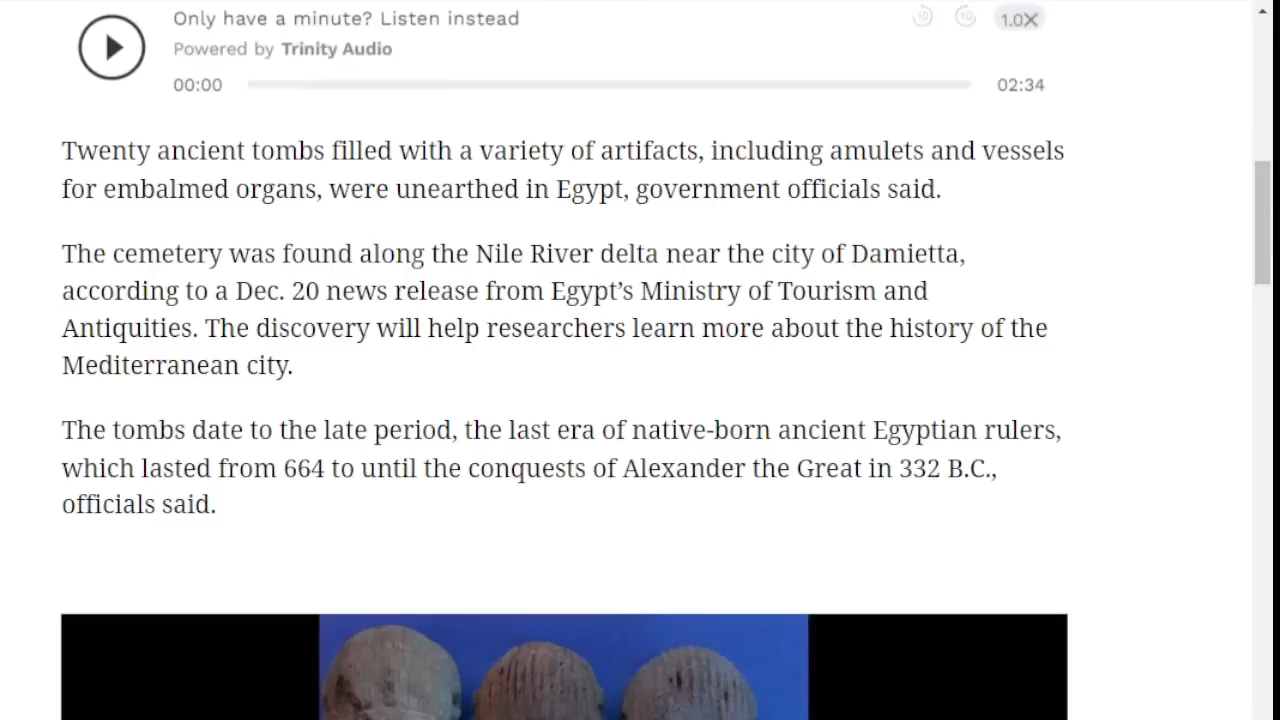 Only have a minute? Listen instead
10 10 1.0X
Powered by Trinity Audio
00:00 02:34
Twenty ancient tombs filled with a variety of artifacts, including amulets and vessels
for embalmed organs, were unearthed in Egypt, government officials said.
The cemetery was found along the Nile River delta near the city of Damietta,
according to a Dec. 20 news release from Egypt’s Ministry of Tourism and
Antiquities. The discovery will help researchers learn more about the history of the
Mediterranean city.
The tombs date to the late period, the last era of native-born ancient Egyptian rulers,
which lasted from 664 to until the conquests of Alexander the Great in 332 B.C.,
officials said.